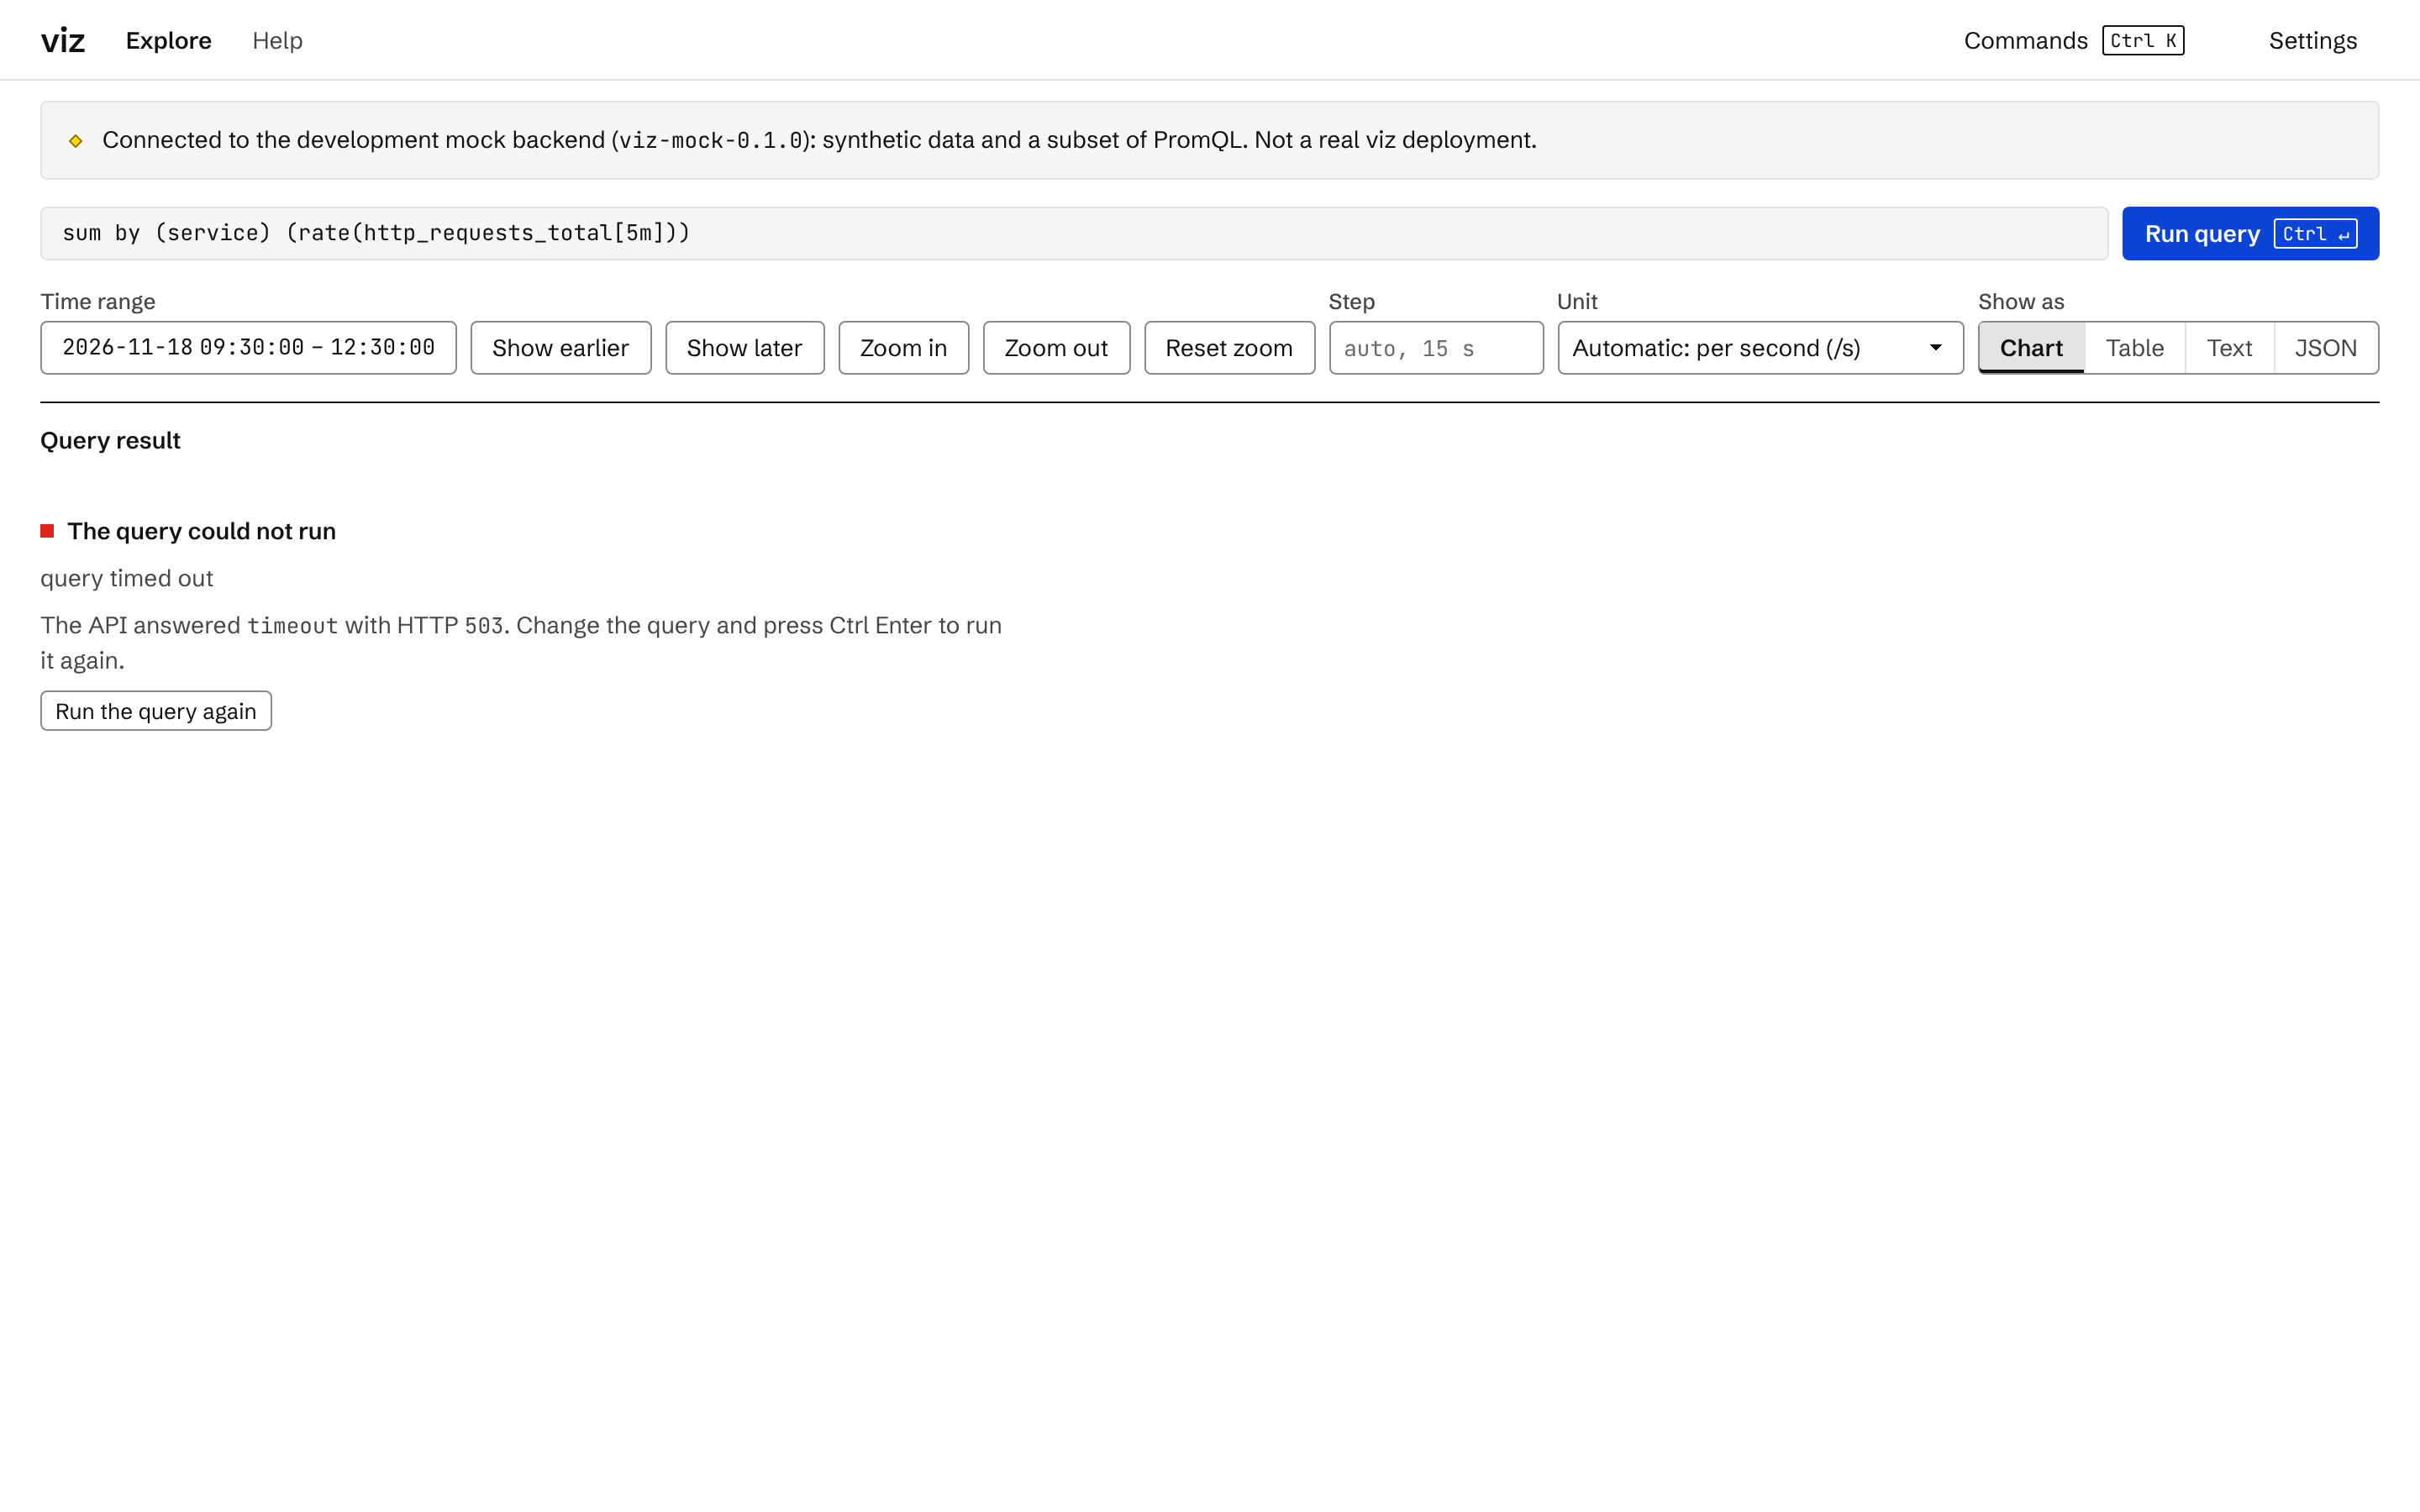 viz Explore Help Commands Ctrl K Settings
Connected to the development mock backend (viz-mock-0.1.0): synthetic data and a subset of PromQL. Not a real viz deployment.
sum by (service) (rate(http_requests_total[5m])) Run query Ctrl ↵
Time range Step Unit Show as
2026-11-18 09:30:00 – 12:30:00 Show earlier Show later Zoom in Zoom out Reset zoom auto, 15 s Automatic: per second (/s) Chart Table Text JSON
Query result
The query could not run
query timed out
The API answered timeout with HTTP 503. Change the query and press Ctrl Enter to run
it again.
Run the query again